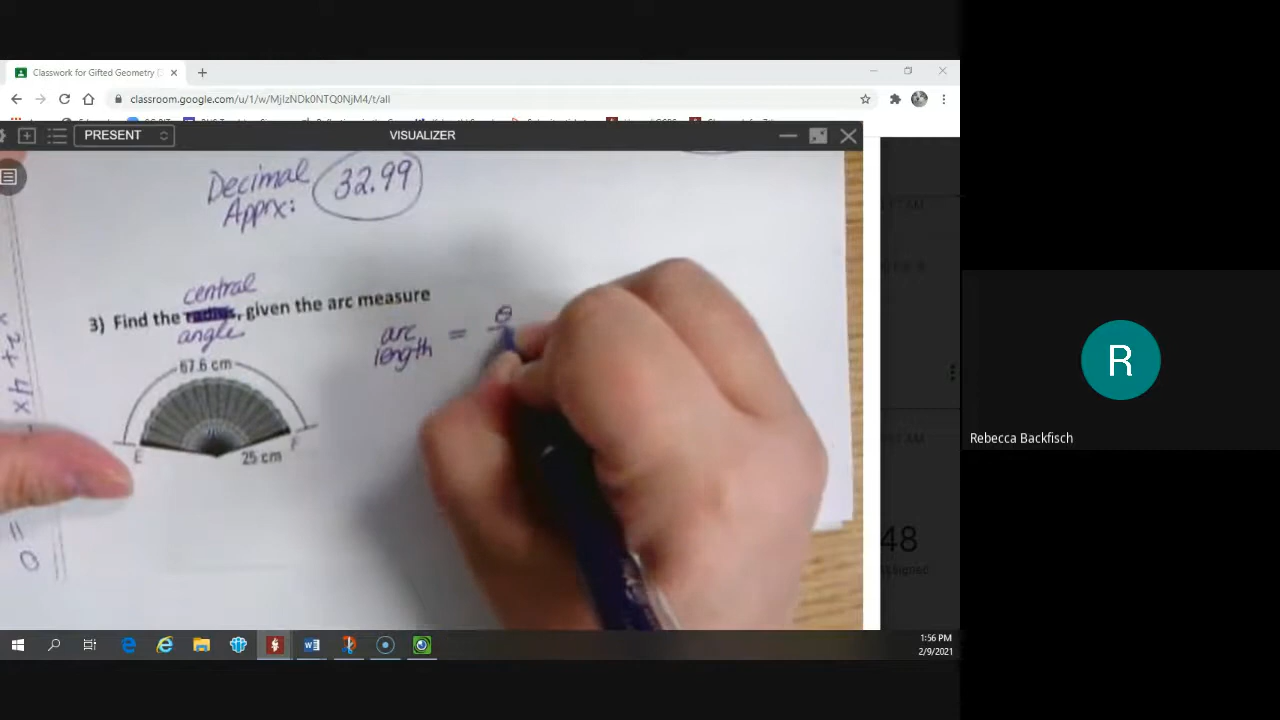 Classwork for Gifted Geometry (
classroom.google.com/u/1/w/MjIzNDk0NTQ0NjM4/t/all
PRESENT
VISUALIZER
Decimal
Apprx:
32.99
central
3) Find the radius, given the arc measure
angle
arc
length
=
θ
67.6 cm
E
F
25 cm
48
Rebecca Backfisch
R
1:56 PM
2/9/2021